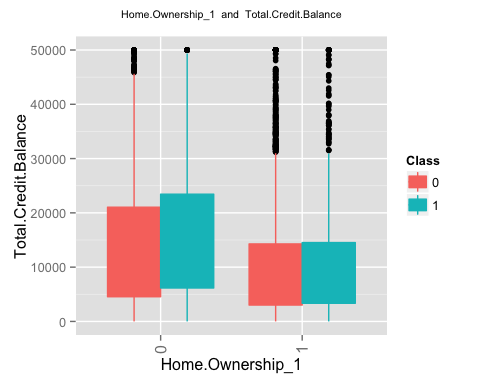 Home.Ownership_1 and Total.Credit.Balance
Total.Credit.Balance
50000
40000
30000
20000
10000
0
0
1
Home.Ownership_1
Class
0
1